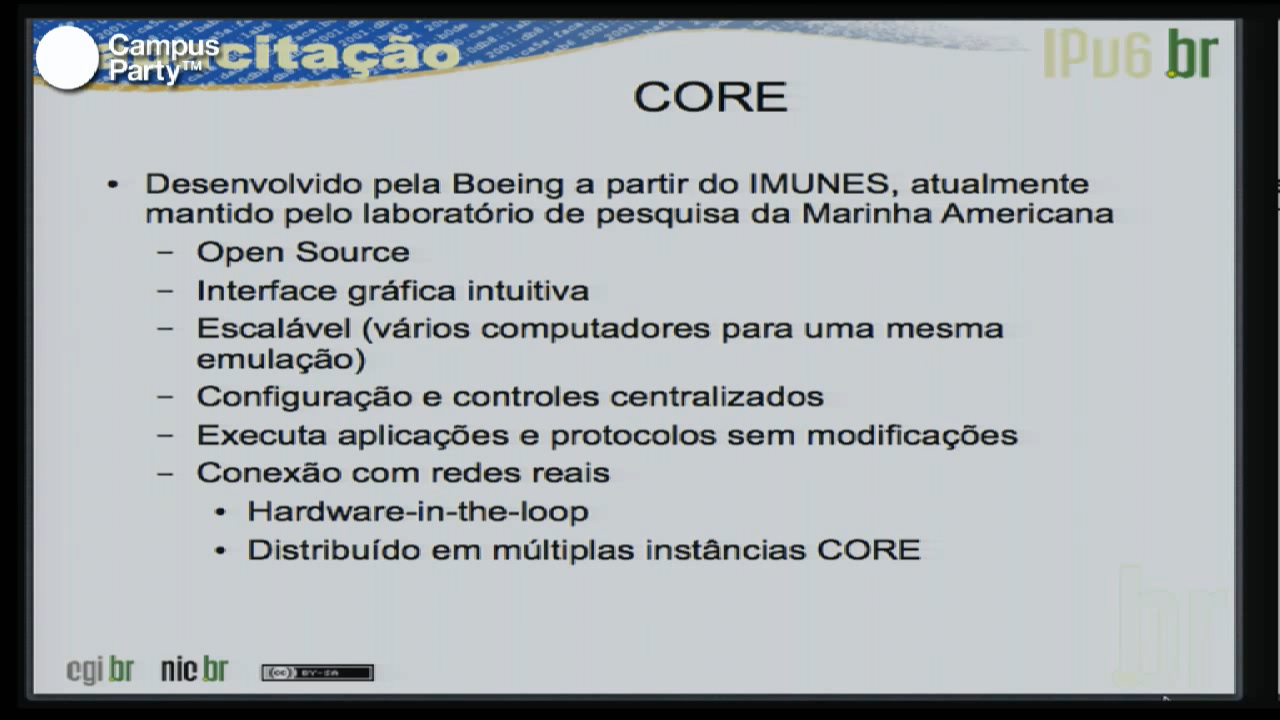 Campus
Party™
citação
IPv6.br
CORE
• Desenvolvido pela Boeing a partir do IMUNES, atualmente
mantido pelo laboratório de pesquisa da Marinha Americana
– Open Source
– Interface gráfica intuitiva
– Escalável (vários computadores para uma mesma
emulação)
– Configuração e controles centralizados
– Executa aplicações e protocolos sem modificações
– Conexão com redes reais
• Hardware-in-the-loop
• Distribuído em múltiplas instâncias CORE
.br
cgi.br nic.br (cc) BY-SA